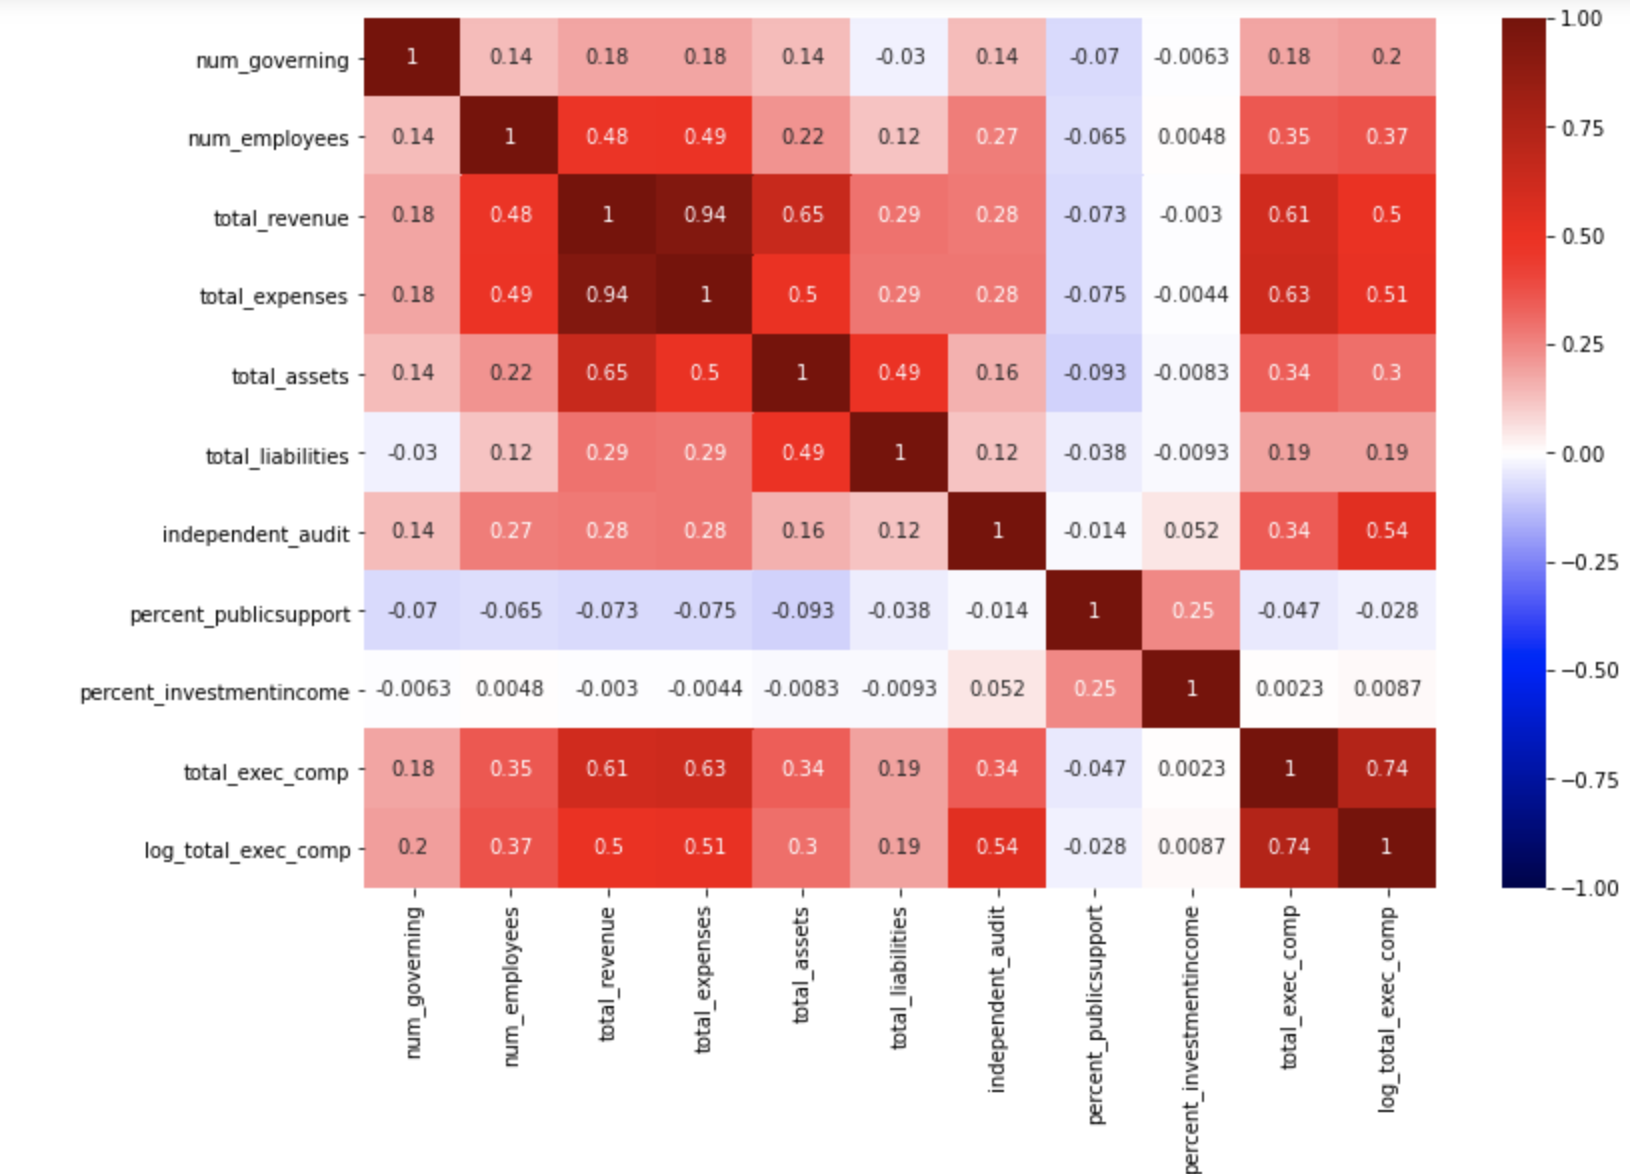 num_governing 1 0.14 0.18 0.18 0.14 -0.03 0.14 -0.07 -0.0063 0.18 0.2
num_employees 0.14 1 0.48 0.49 0.22 0.12 0.27 -0.065 0.0048 0.35 0.37
total_revenue 0.18 0.48 1 0.94 0.65 0.29 0.28 -0.073 -0.003 0.61 0.5
total_expenses 0.18 0.49 0.94 1 0.5 0.29 0.28 -0.075 -0.0044 0.63 0.51
total_assets 0.14 0.22 0.65 0.5 1 0.49 0.16 -0.093 -0.0083 0.34 0.3
total_liabilities -0.03 0.12 0.29 0.29 0.49 1 0.12 -0.038 -0.0093 0.19 0.19
independent_audit 0.14 0.27 0.28 0.28 0.16 0.12 1 -0.014 0.052 0.34 0.54
percent_publicsupport -0.07 -0.065 -0.073 -0.075 -0.093 -0.038 -0.014 1 0.25 -0.047 -0.028
percent_investmentincome -0.0063 0.0048 -0.003 -0.0044 -0.0083 -0.0093 0.052 0.25 1 0.0023 0.0087
total_exec_comp 0.18 0.35 0.61 0.63 0.34 0.19 0.34 -0.047 0.0023 1 0.74
log_total_exec_comp 0.2 0.37 0.5 0.51 0.3 0.19 0.54 -0.028 0.0087 0.74 1
num_governing
num_employees
total_revenue
total_expenses
total_assets
total_liabilities
independent_audit
percent_publicsupport
percent_investmentincome
total_exec_comp
log_total_exec_comp
1.00
0.75
0.50
0.25
0.00
−0.25
−0.50
−0.75
−1.00